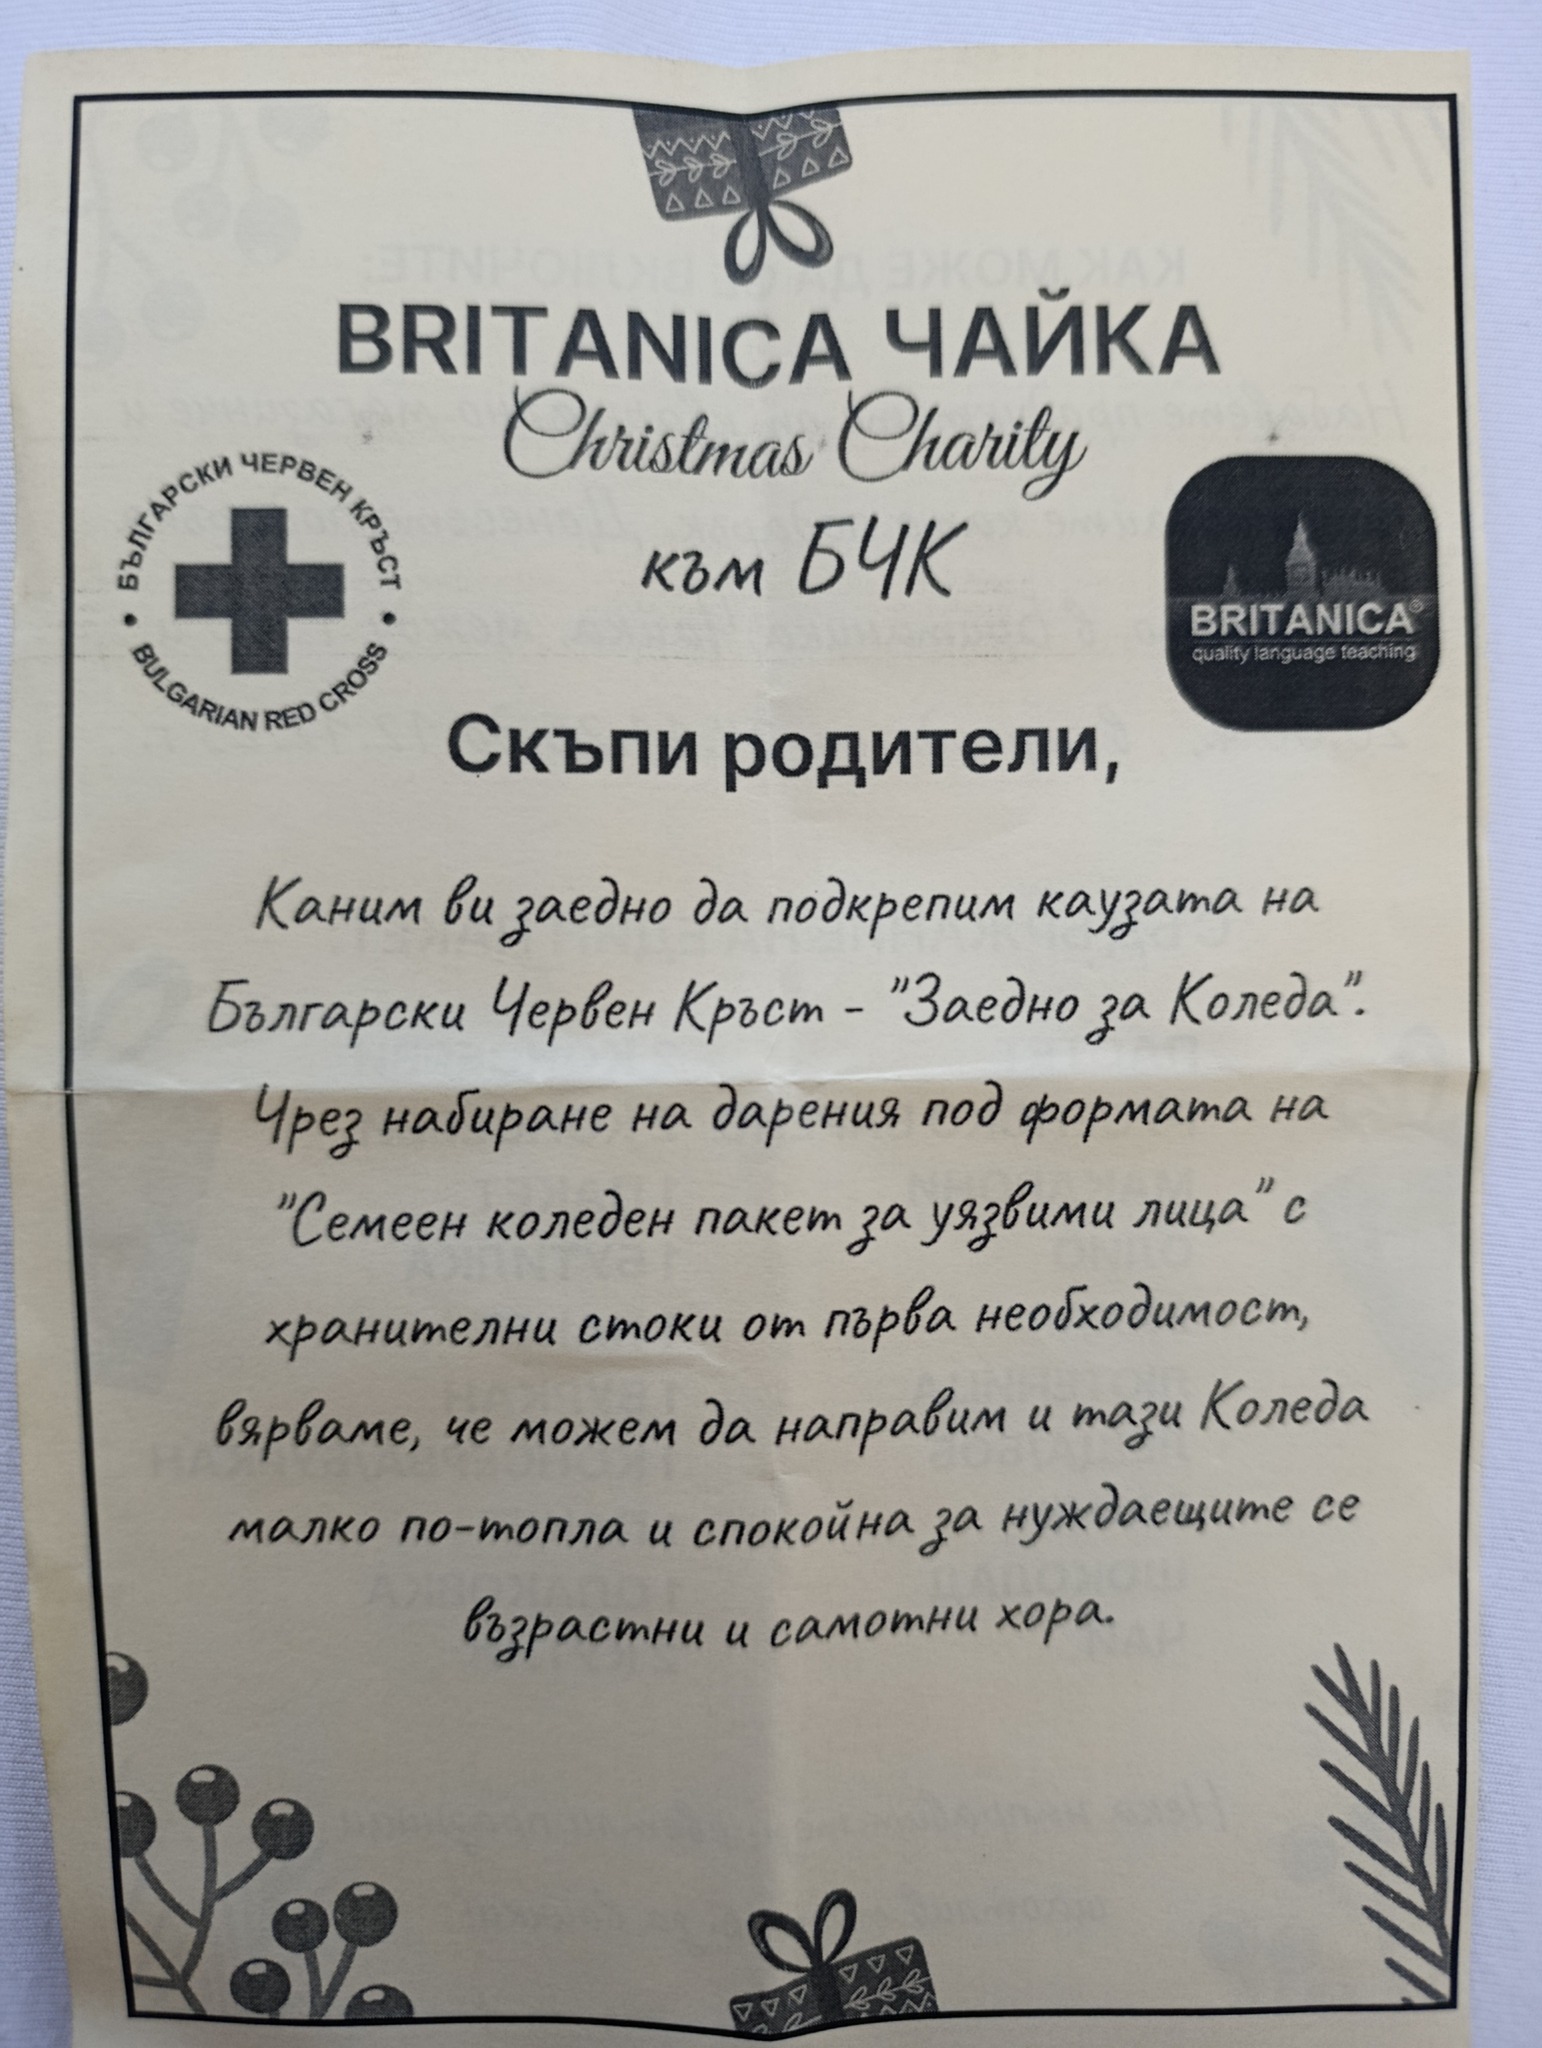 BRITANICA ЧАЙКА
Christmas Charity
към БЧК
БЪЛГАРСКИ ЧЕРВЕН КРЪСТ
BULGARIAN RED CROSS
BRITANICA®
quality language teaching
Скъпи родители,
Каним ви заедно да подкрепим каузата на
Български Червен Кръст - "Заедно за Коледа".
Чрез набиране на дарения под формата на
"Семеен коледен пакет за уязвими лица" с
хранителни стоки от първа необходимост,
вярваме, че можем да направим и тази Коледа
малко по-топла и спокойна за нуждаещите се
възрастни и самотни хора.